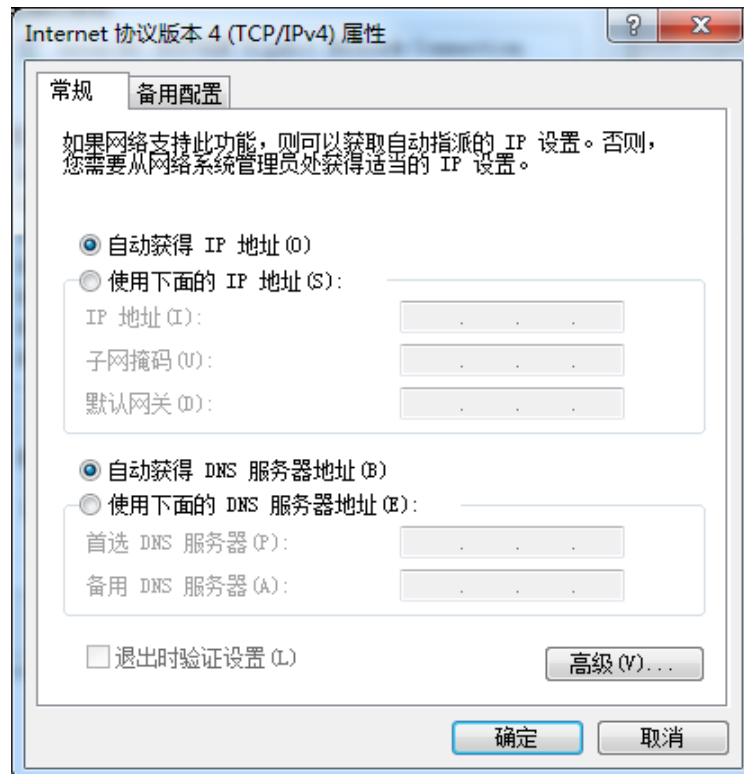 Internet 协议版本 4 (TCP/IPv4) 属性
常规
备用配置
如果网络支持此功能，则可以获取自动指派的 IP 设置。否则，
您需要从网络系统管理员处获得适当的 IP 设置。
自动获得 IP 地址(O)
使用下面的 IP 地址(S):
IP 地址(I):
子网掩码(U):
默认网关(D):
自动获得 DNS 服务器地址(B)
使用下面的 DNS 服务器地址(E):
首选 DNS 服务器(P):
备用 DNS 服务器(A):
退出时验证设置(L)
高级(V)...
确定
取消